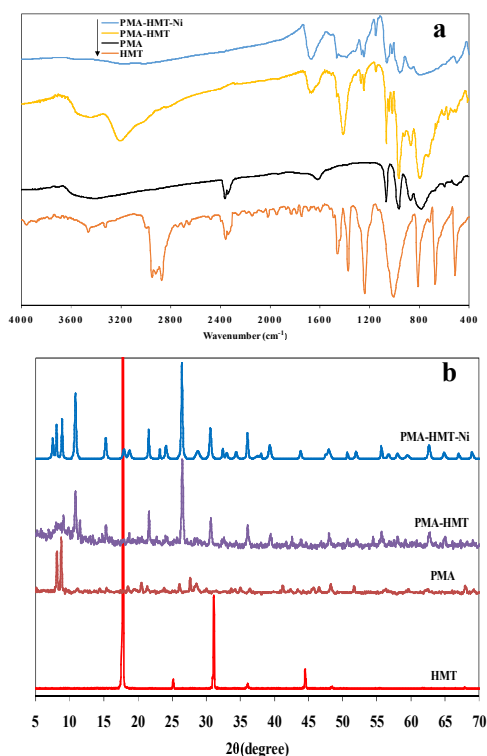 a
PMA-HMT-Ni
PMA-HMT
PMA
HMT
4000 3600 3200 2800 2400 2000 1600 1200 800 400
Wavenumber (cm-1)
b
PMA-HMT-Ni
PMA-HMT
PMA
HMT
5 10 15 20 25 30 35 40 45 50 55 60 65 70
2θ(degree)